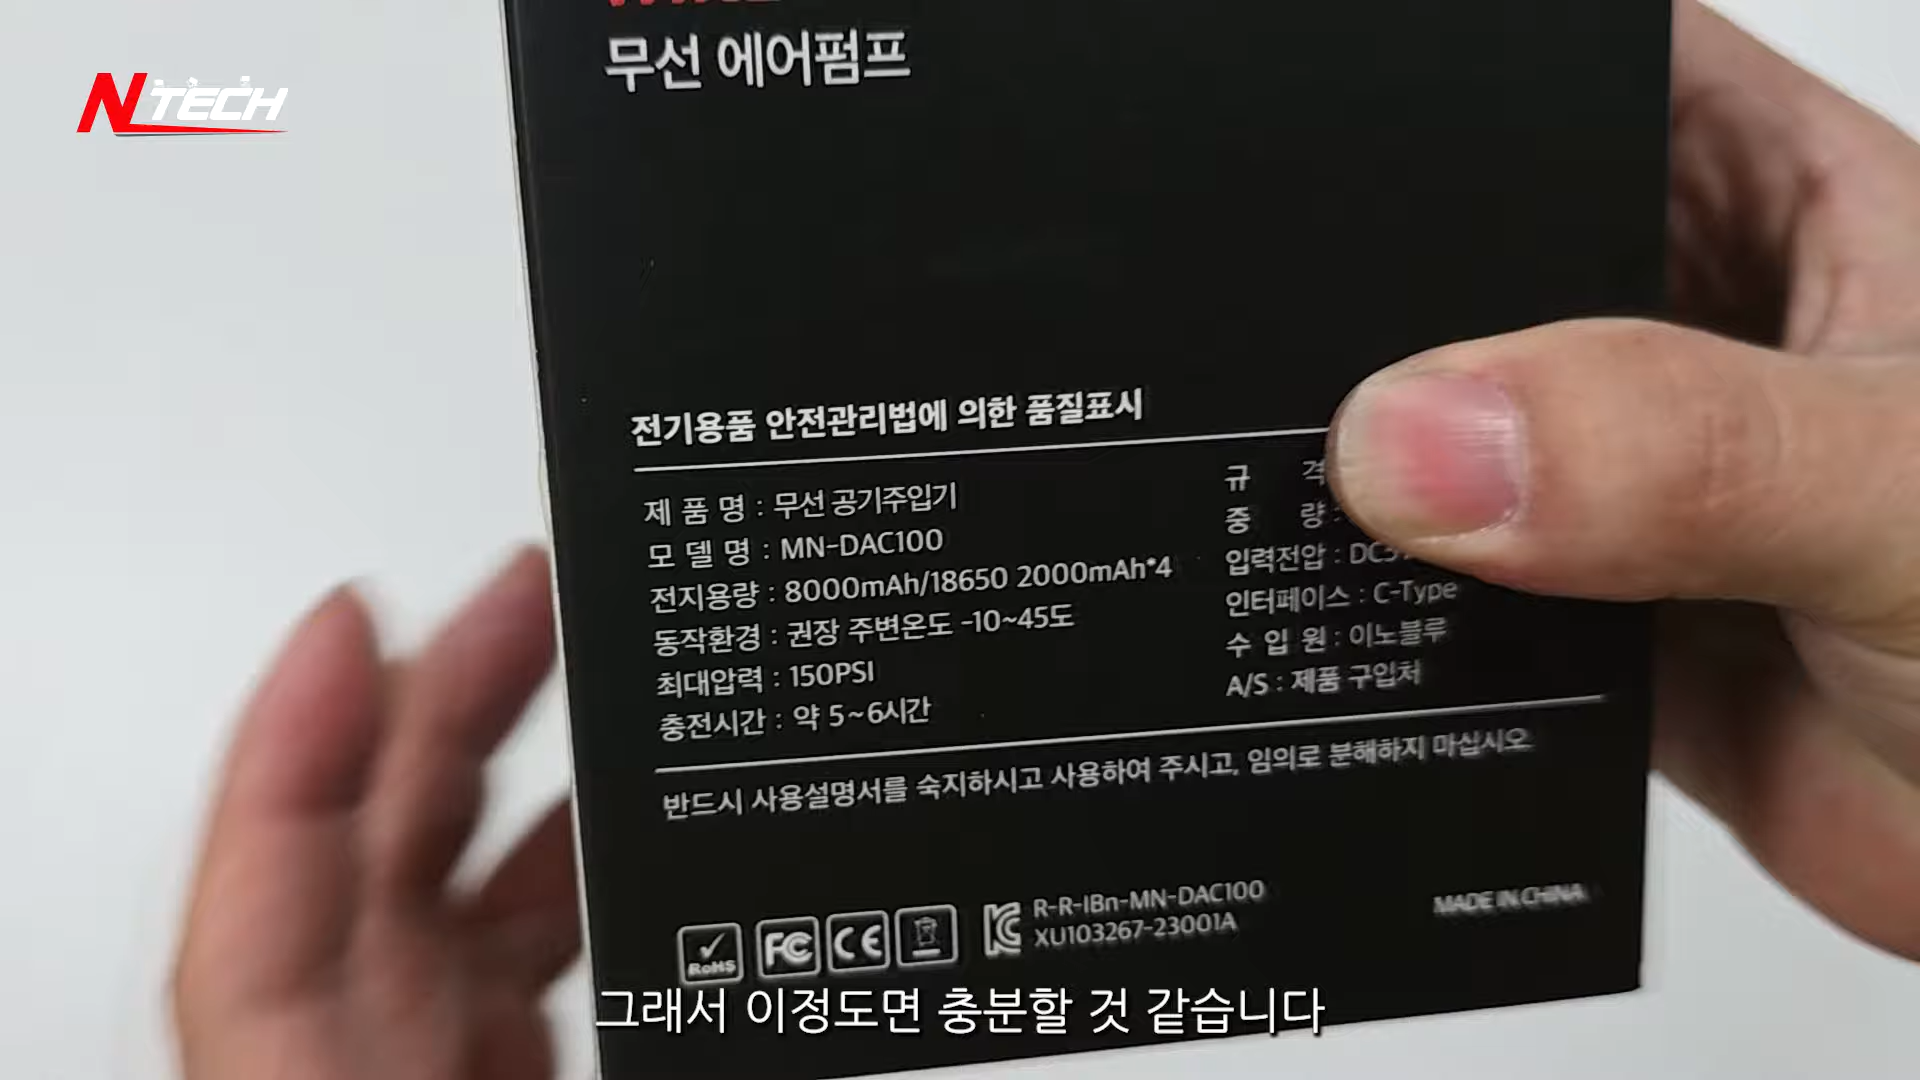 NTECH
무선 에어펌프
전기용품 안전관리법에 의한 품질표시
제 품 명 : 무선 공기주입기
모 델 명 : MN-DAC100
전지용량 : 8000mAh/18650 2000mAh*4
동작환경 : 권장 주변온도 -10~45도
최대압력 : 150PSI
충전시간 : 약 5~6시간
규 격
중 량 :
입력전압 :
인터페이스 : C-Type
수 입 원 : 이노블루
A/S : 제품 구입처
반드시 사용설명서를 숙지하시고 사용하여 주시고, 임의로 분해하지 마십시오.
RoHS FC CE
R-R-IBn-MN-DAC100
XU103267-23001A
MADE IN CHINA
그래서 이정도면 충분할 것 같습니다